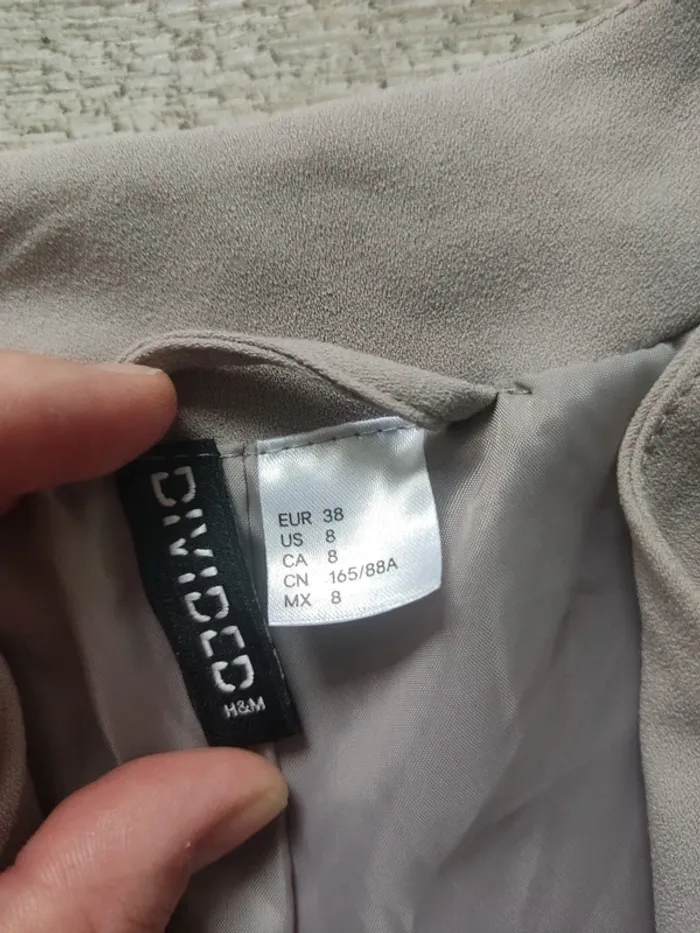 DIVIDED
H&M
EUR 38
US 8
CA 8
CN 165/88A
MX 8